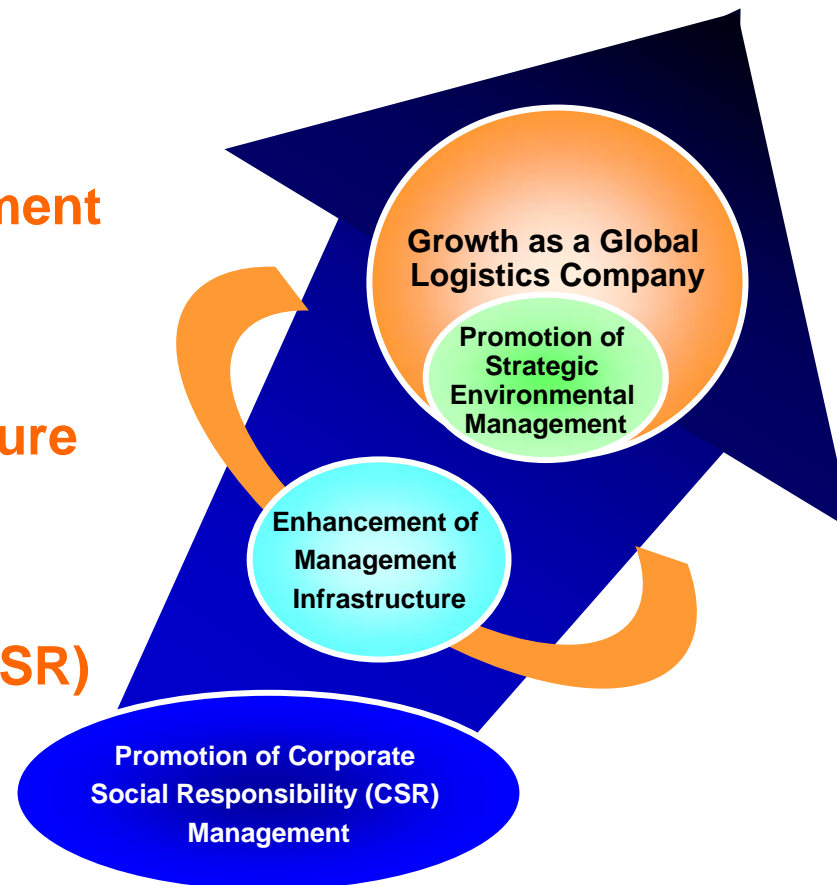 ment
Growth as a Global
Logistics Company
Promotion of
Strategic
Environmental
Management
ure
Enhancement of
Management
Infrastructure
SR)
Promotion of Corporate
Social Responsibility (CSR)
Management